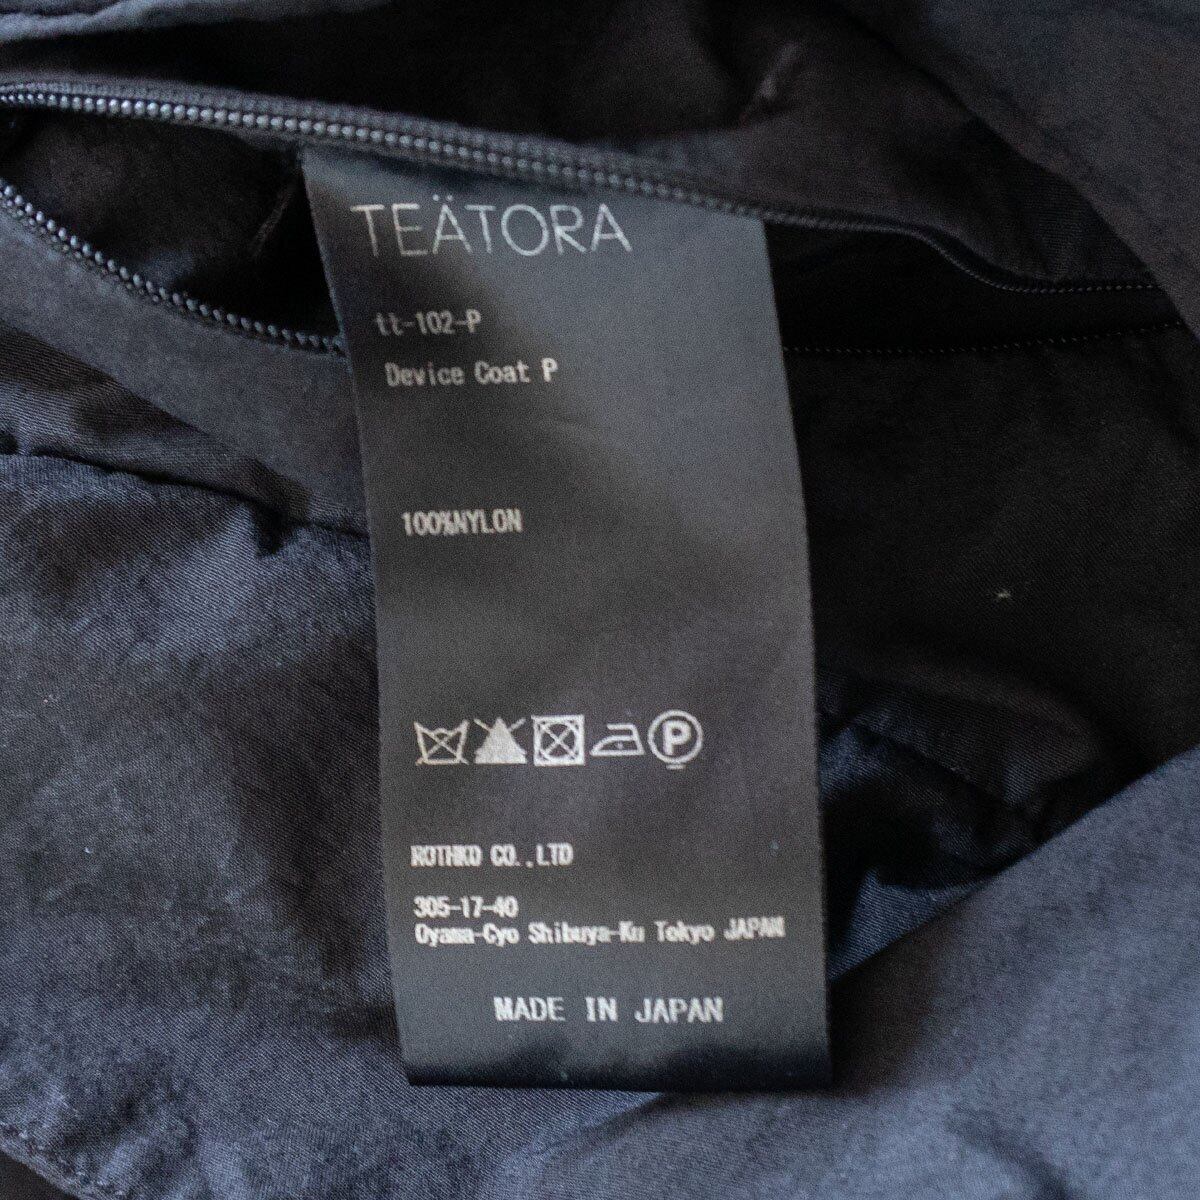 TEÄTORA
tt-102-P
Device Coat P
100%NYLON
P
ROTHKO CO.,LTD
305-17-40
Oyama-Cyo Shibuya-Ku Tokyo JAPAN
MADE IN JAPAN